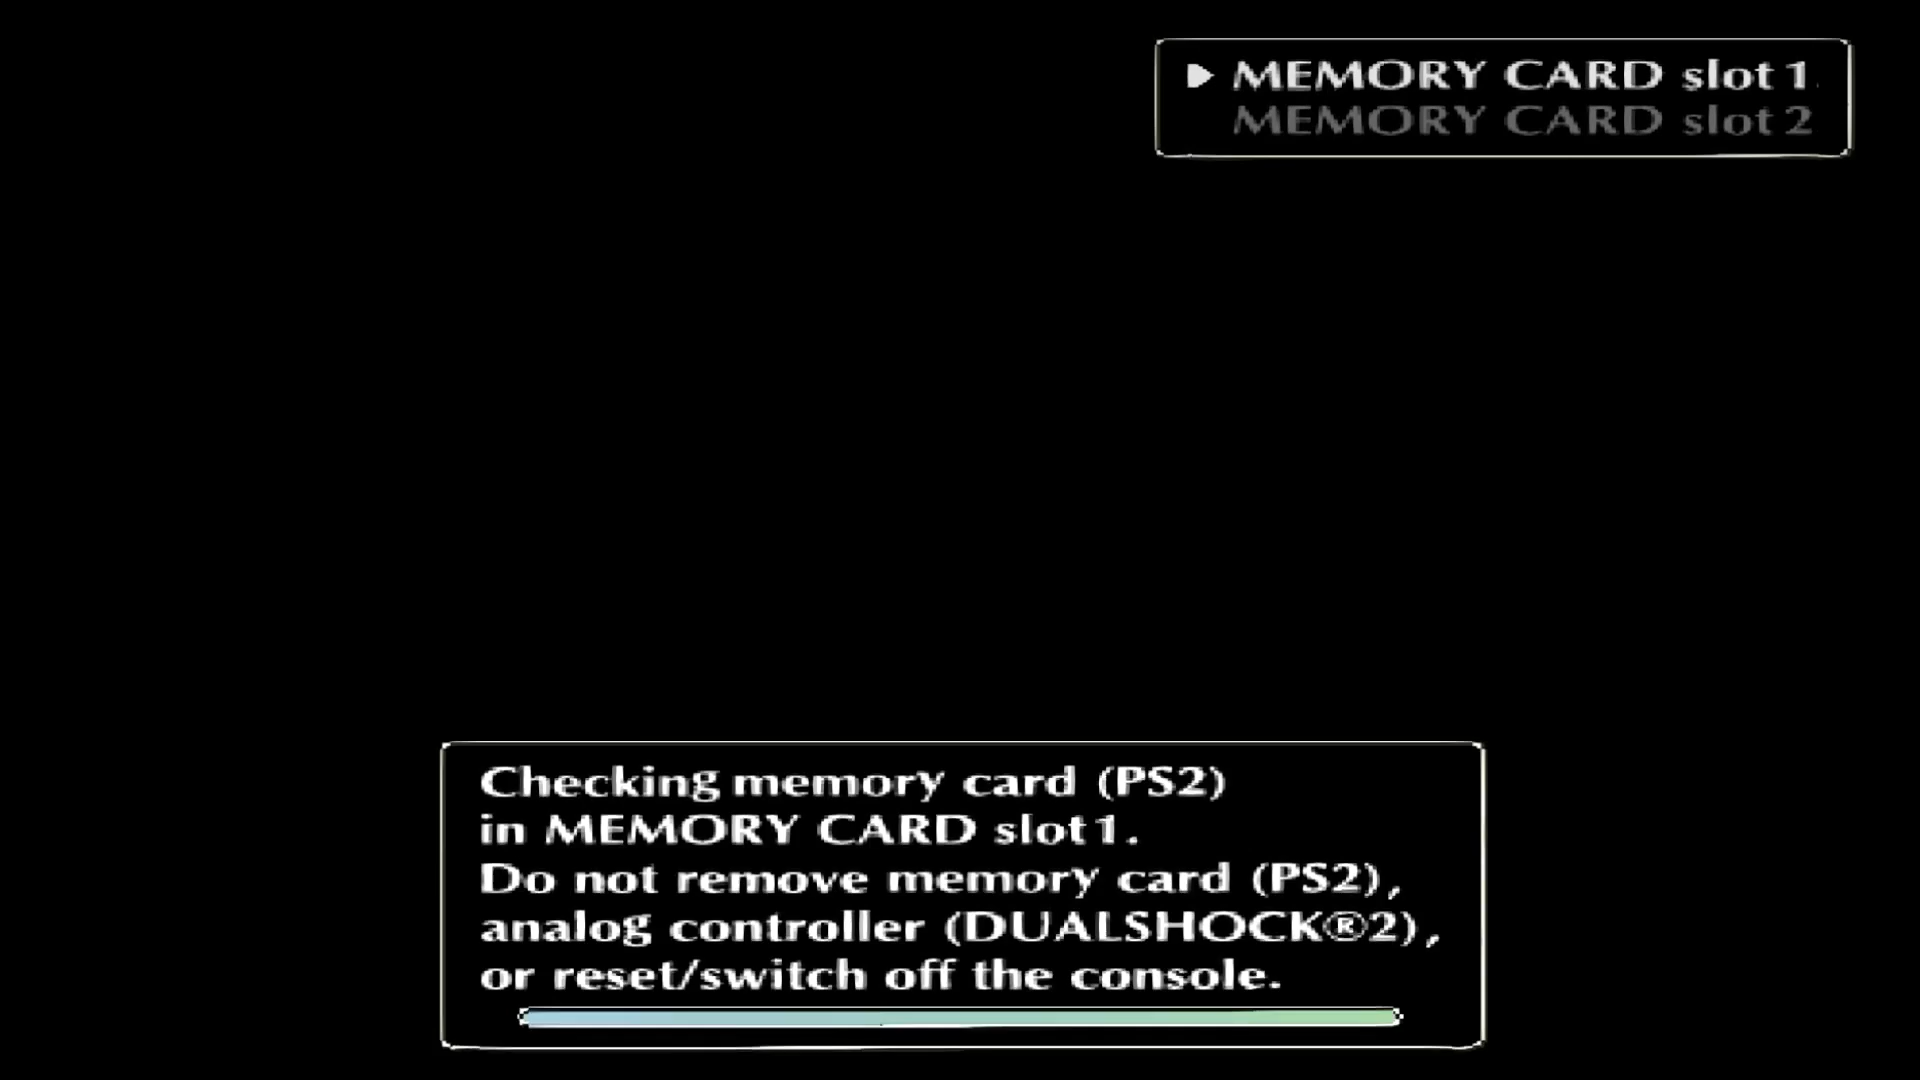 MEMORY CARD slot 1
MEMORY CARD slot 2
Checking memory card (PS2)
in MEMORY CARD slot 1.
Do not remove memory card (PS2),
analog controller (DUALSHOCK®2),
or reset/switch off the console.